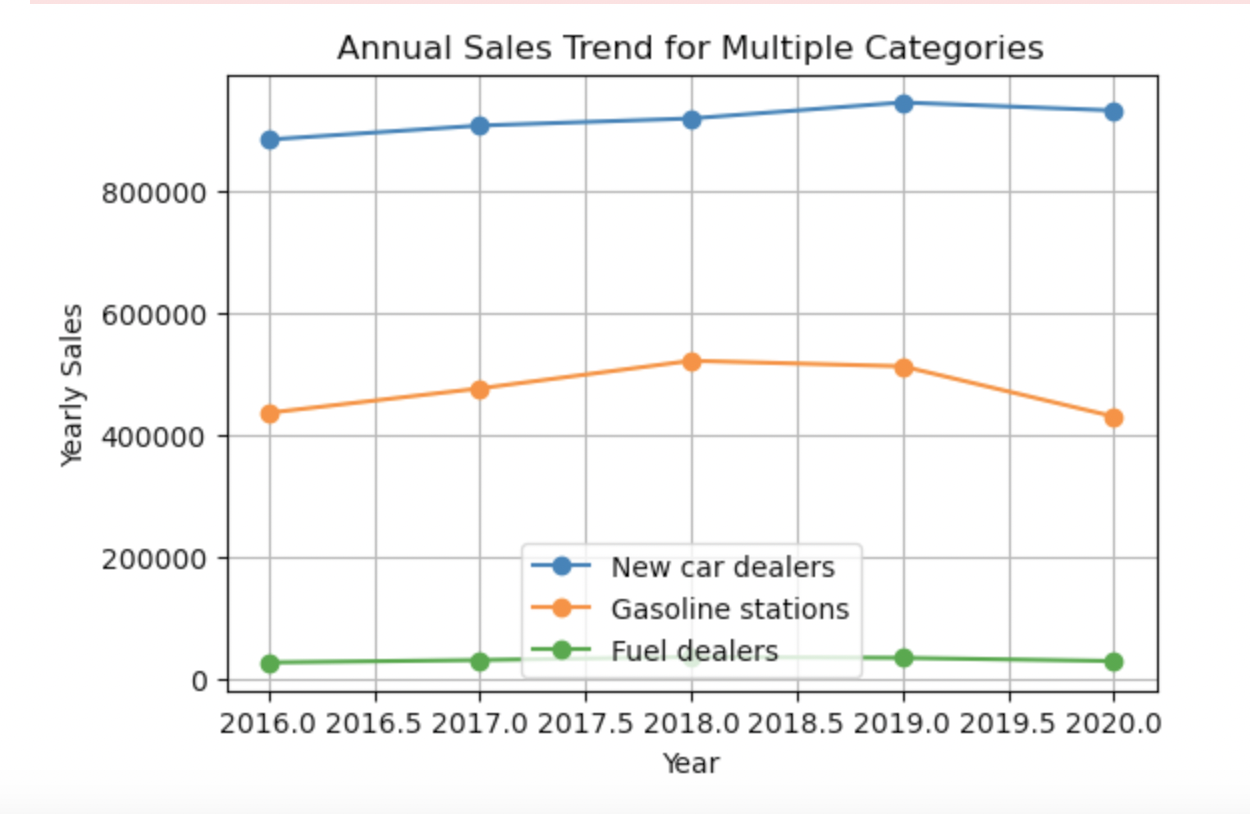 Annual Sales Trend for Multiple Categories
Yearly Sales
800000
600000
400000
200000
0
New car dealers
Gasoline stations
Fuel dealers
2016.0 2016.5 2017.0 2017.5 2018.0 2018.5 2019.0 2019.5 2020.0
Year